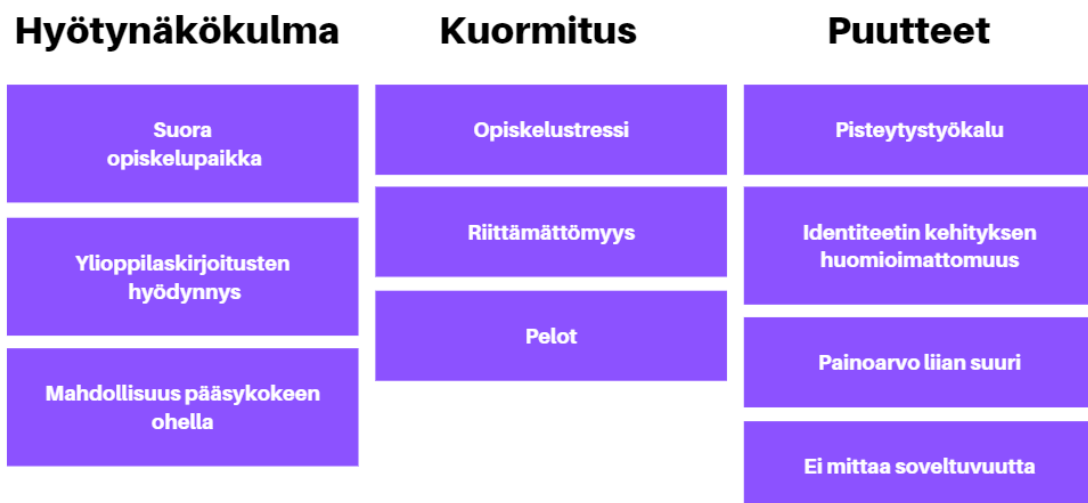 Hyötynäkökulma
Suora
opiskelupaikka
Ylioppilaskirjoitusten
hyödynnys
Mahdollisuus pääsykokeen
ohella
Kuormitus
Opiskelustressi
Riittämättömyys
Pelot
Puutteet
Pisteytystyökalu
Identiteetin kehityksen
huomioimattomuus
Painoarvo liian suuri
Ei mittaa soveltuvuutta